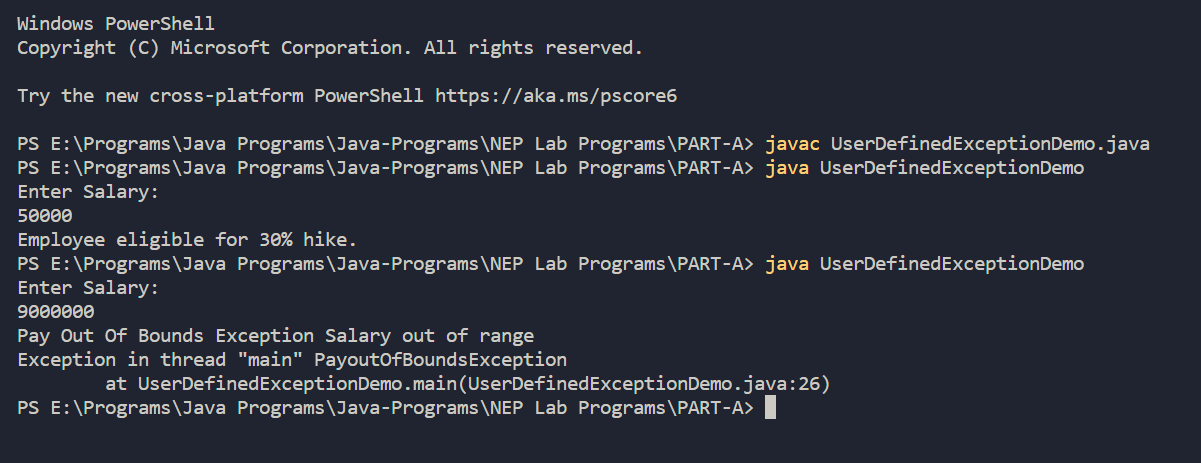 Windows PowerShell
Copyright (C) Microsoft Corporation. All rights reserved.
Try the new cross-platform PowerShell https://aka.ms/pscore6
PS E:\Programs\Java Programs\Java-Programs\NEP Lab Programs\PART-A> javac UserDefinedExceptionDemo.java
PS E:\Programs\Java Programs\Java-Programs\NEP Lab Programs\PART-A> java UserDefinedExceptionDemo
Enter Salary:
50000
Employee eligible for 30% hike.
PS E:\Programs\Java Programs\Java-Programs\NEP Lab Programs\PART-A> java UserDefinedExceptionDemo
Enter Salary:
9000000
Pay Out Of Bounds Exception Salary out of range
Exception in thread "main" PayoutOfBoundsException
        at UserDefinedExceptionDemo.main(UserDefinedExceptionDemo.java:26)
PS E:\Programs\Java Programs\Java-Programs\NEP Lab Programs\PART-A>